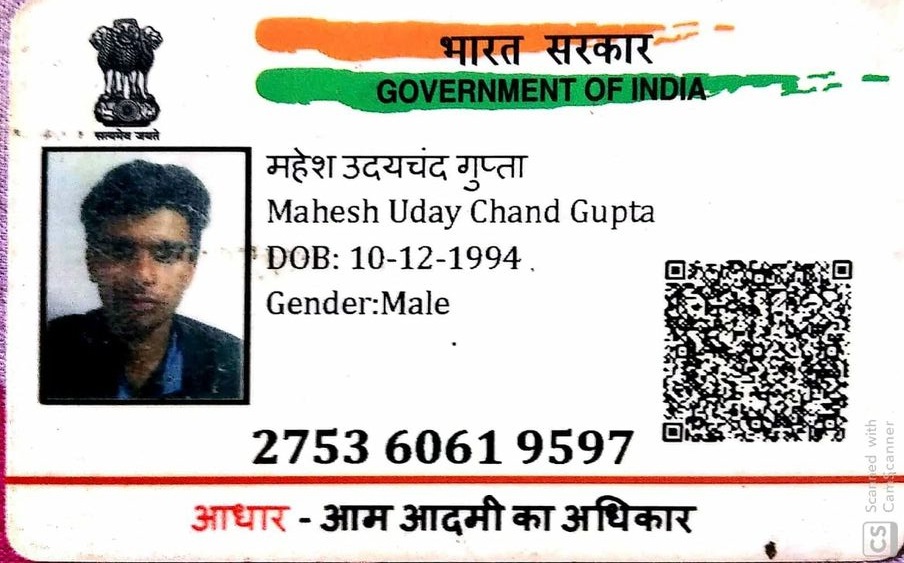 भारत सरकार
GOVERNMENT OF INDIA
सत्यमेव जयते
महेश उदयचंद गुप्ता
Mahesh Uday Chand Gupta
DOB: 10-12-1994
Gender:Male
2753 6061 9597
आधार - आम आदमी का अधिकार
CS
Scanned with
CamScanner